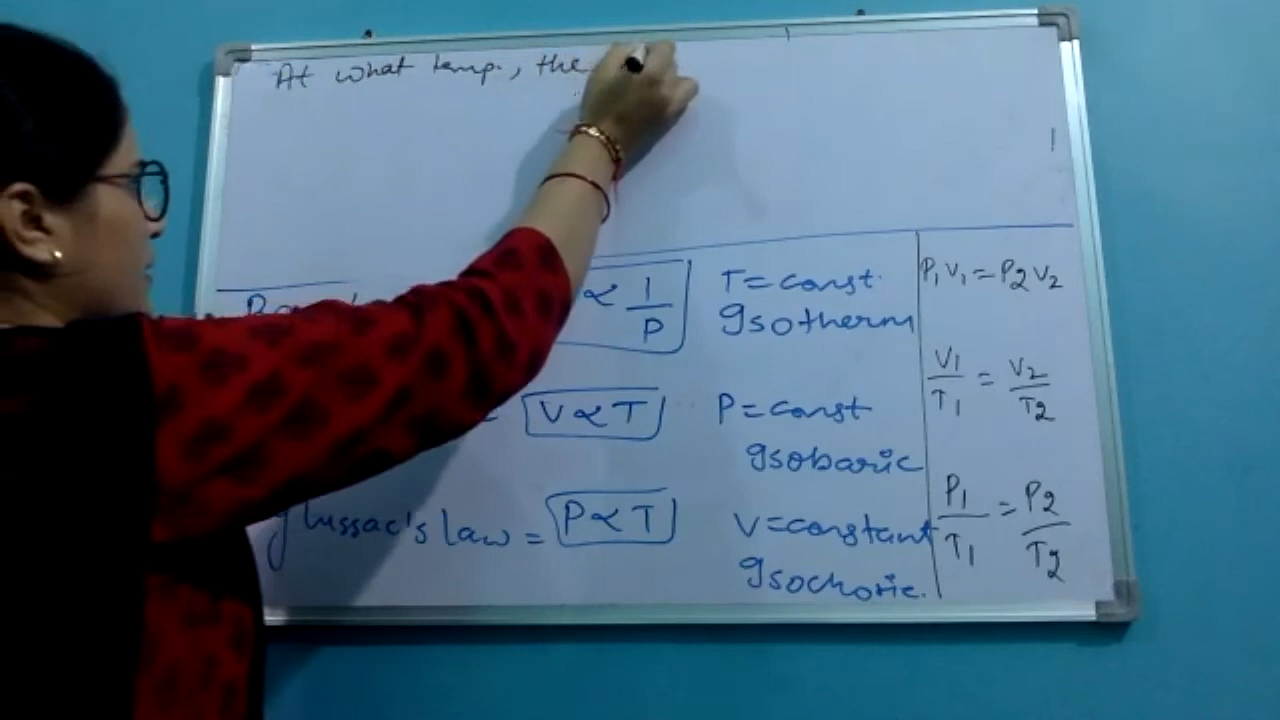 At what temp., the
∝ 1/P
T = const.
Isotherm
P₁V₁ = P₂V₂
= V ∝ T
P = const
Isobaric
V₁/T₁ = V₂/T₂
lussac's law = P ∝ T
V = constant
Isochoric.
P₁/T₁ = P₂/T₂